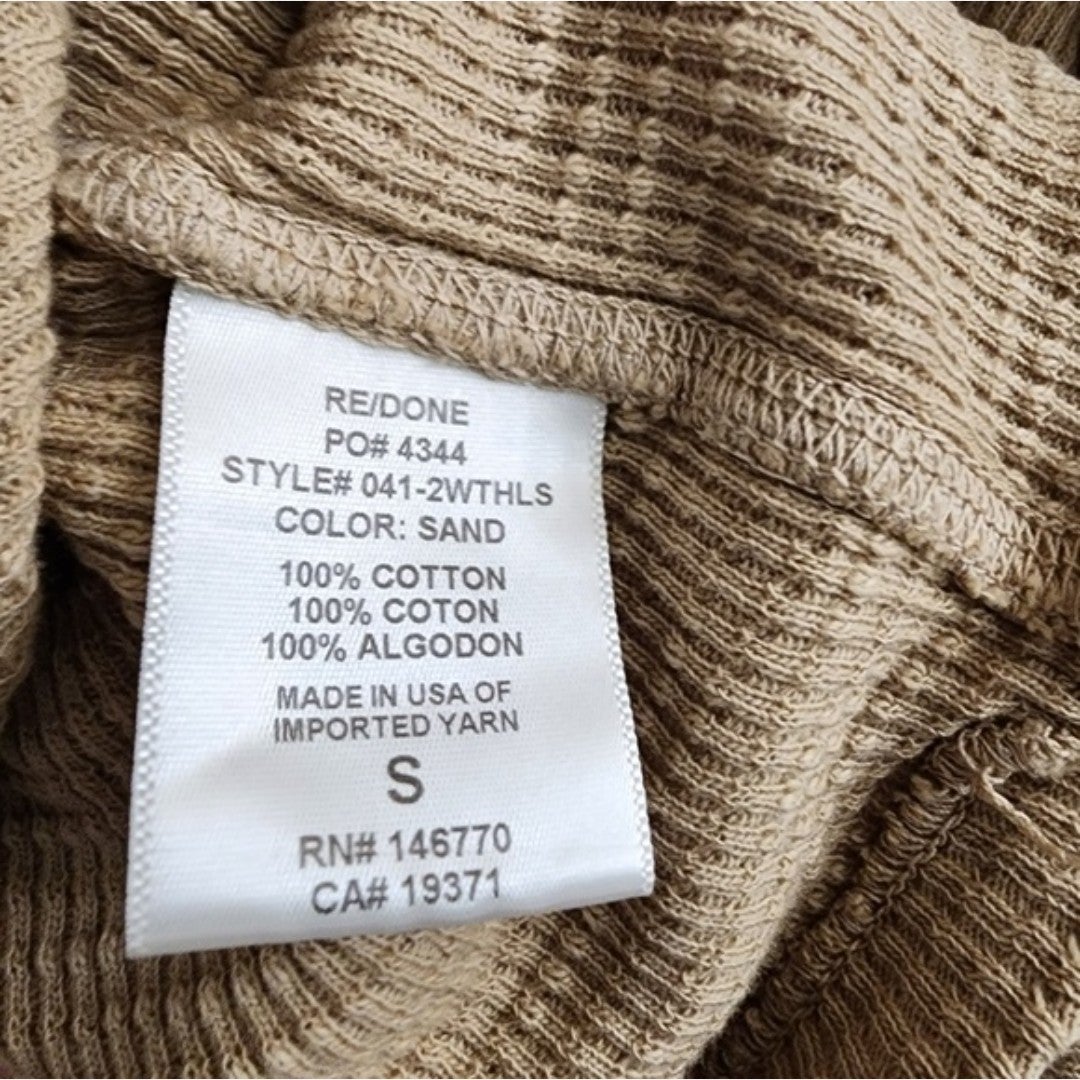 RE/DONE
PO# 4344
STYLE# 041-2WTHLS
COLOR: SAND
100% COTTON
100% COTON
100% ALGODON
MADE IN USA OF
IMPORTED YARN
S
RN# 146770
CA# 19371